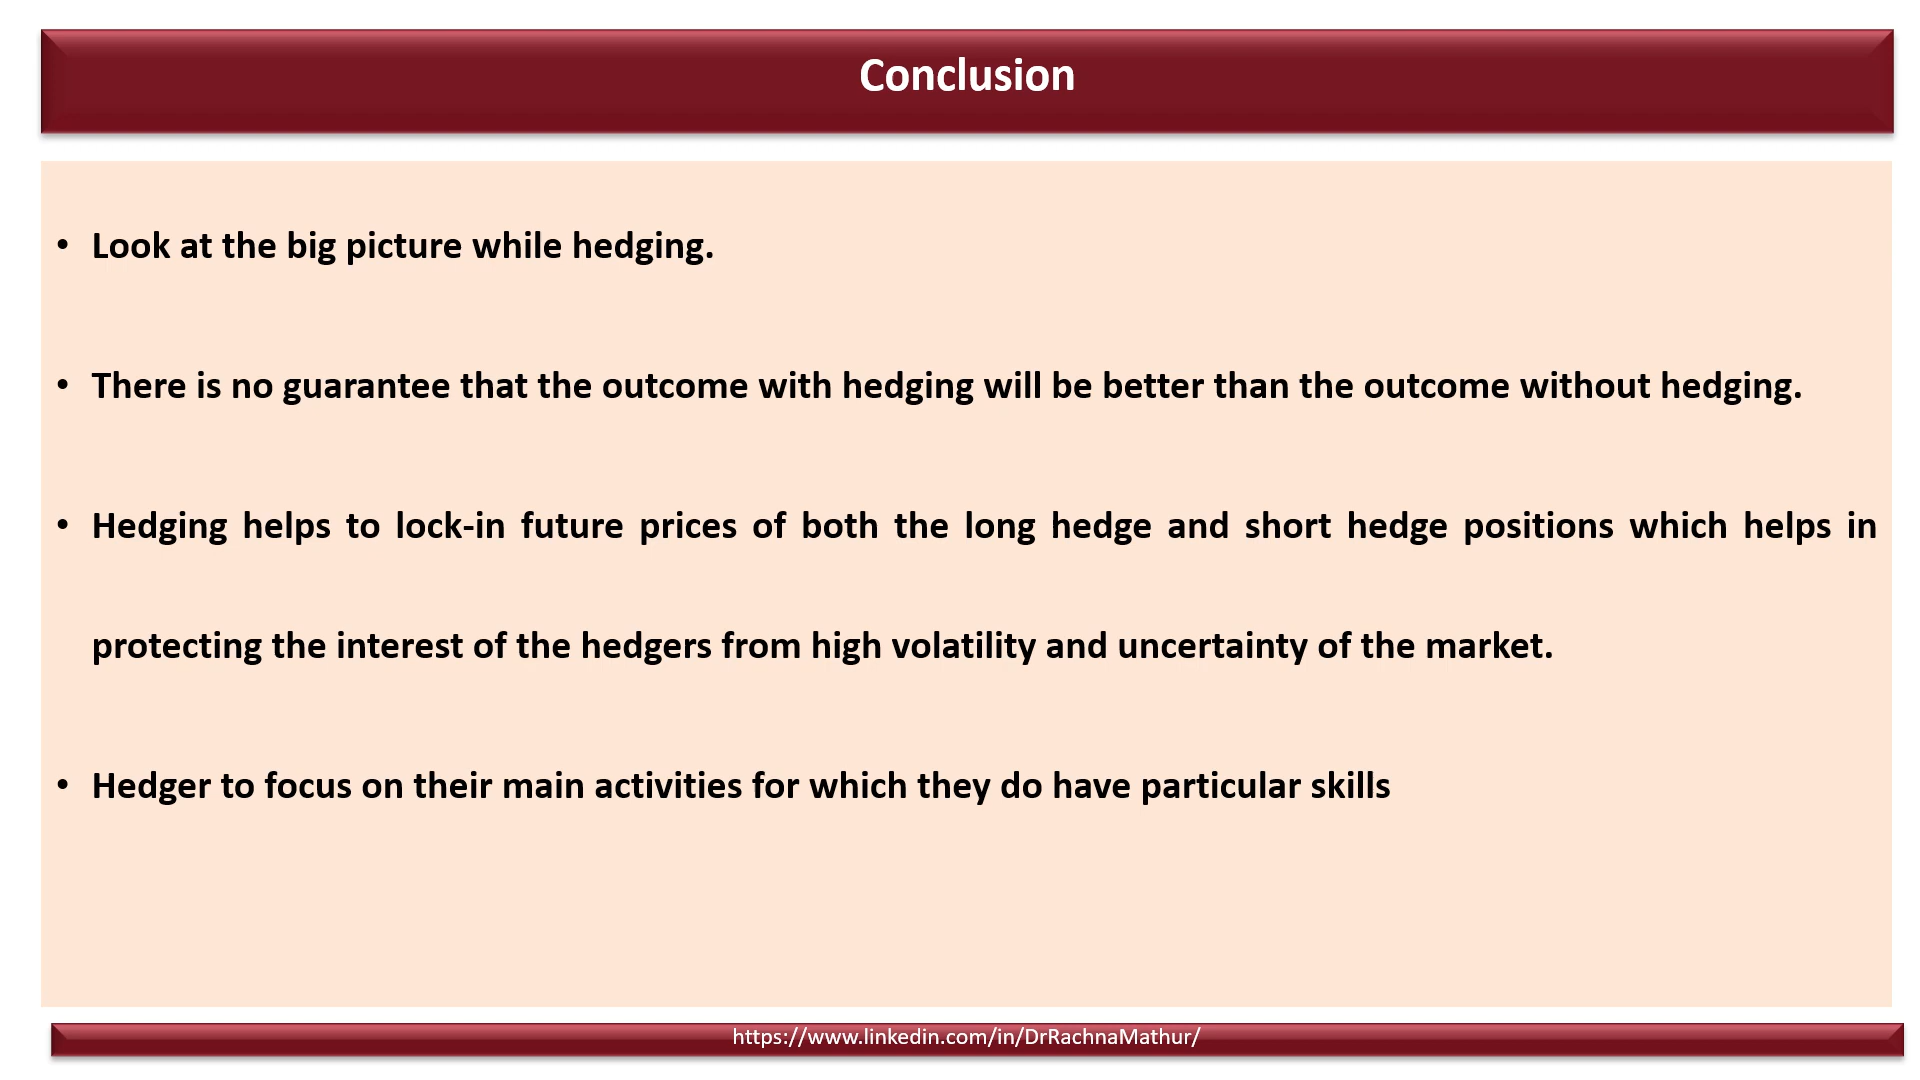 Conclusion
• Look at the big picture while hedging.
• There is no guarantee that the outcome with hedging will be better than the outcome without hedging.
• Hedging helps to lock-in future prices of both the long hedge and short hedge positions which helps in
protecting the interest of the hedgers from high volatility and uncertainty of the market.
• Hedger to focus on their main activities for which they do have particular skills
https://www.linkedin.com/in/DrRachnaMathur/